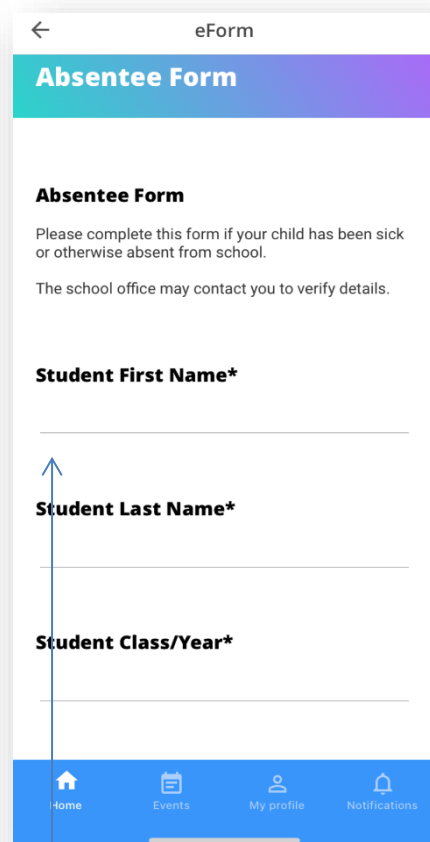 eForm
Absentee Form
Absentee Form
Please complete this form if your child has been sick
or otherwise absent from school.
The school office may contact you to verify details.
Student First Name*
Student Last Name*
Student Class/Year*
Home Events My profile Notifications